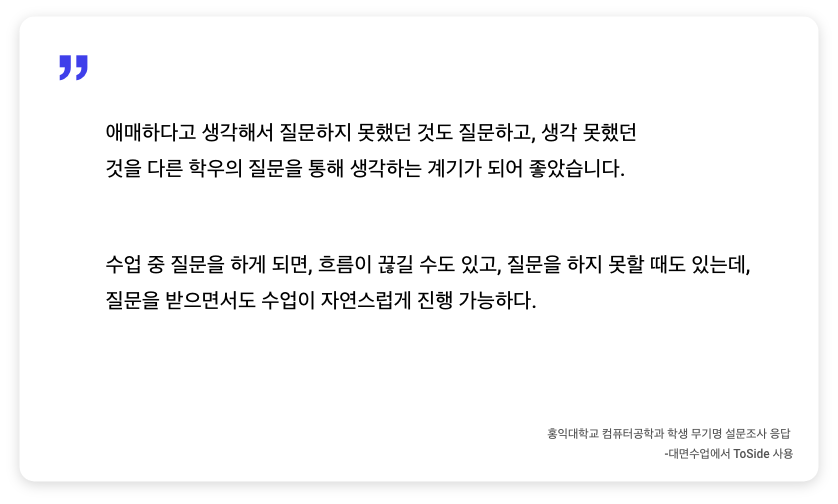 ”
애매하다고 생각해서 질문하지 못했던 것도 질문하고, 생각 못했던
것을 다른 학우의 질문을 통해 생각하는 계기가 되어 좋았습니다.
수업 중 질문을 하게 되면, 흐름이 끊길 수도 있고, 질문을 하지 못할 때도 있는데,
질문을 받으면서도 수업이 자연스럽게 진행 가능하다.
홍익대학교 컴퓨터공학과 학생 무기명 설문조사 응답
-대면수업에서 ToSide 사용